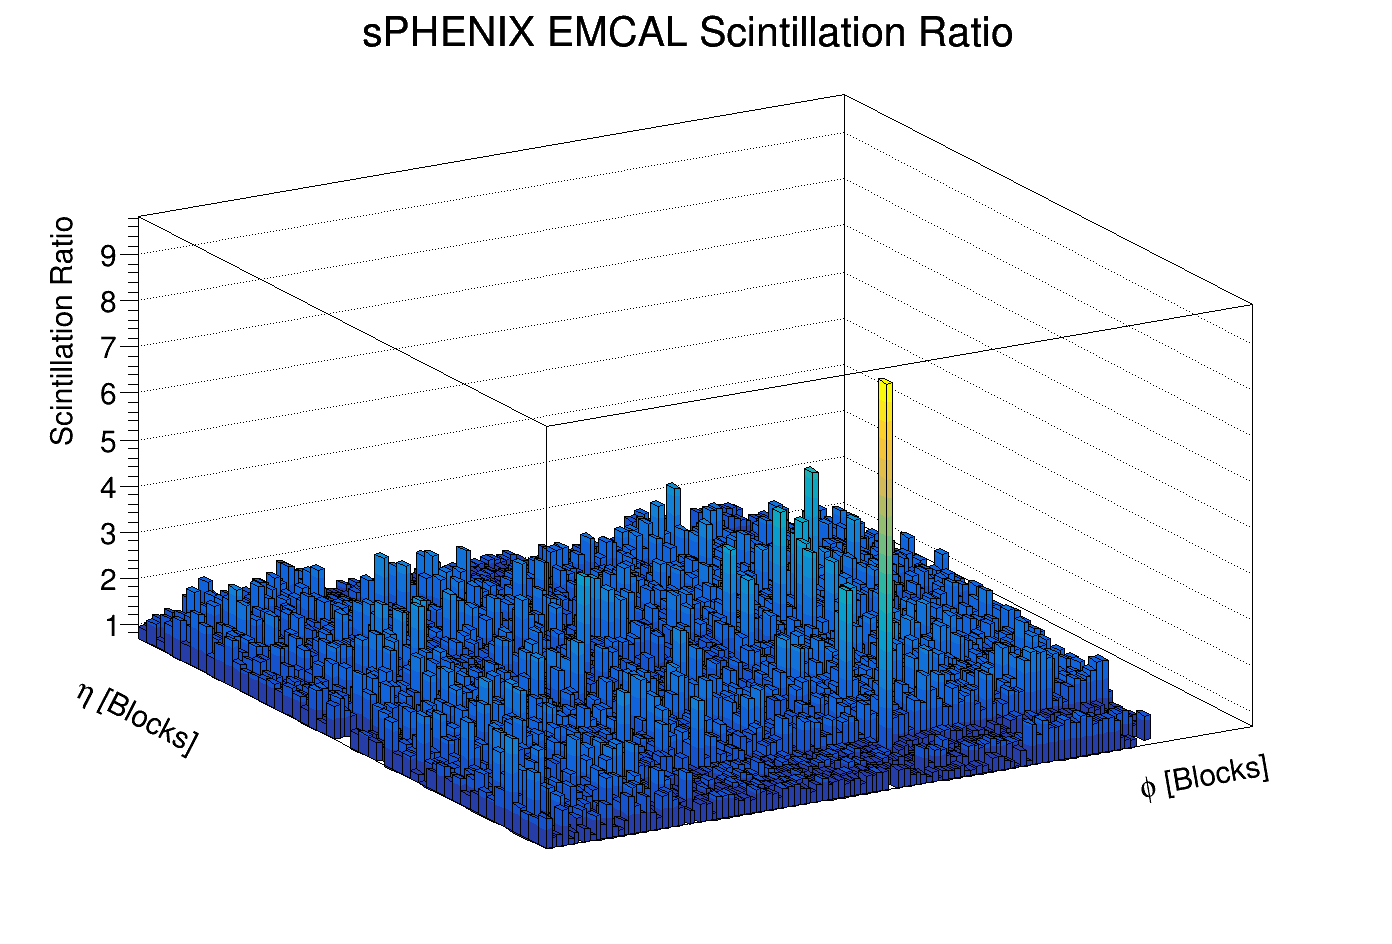 sPHENIX EMCAL Scintillation Ratio
Scintillation Ratio
9
8
7
6
5
4
3
2
1
η [Blocks]
ϕ [Blocks]